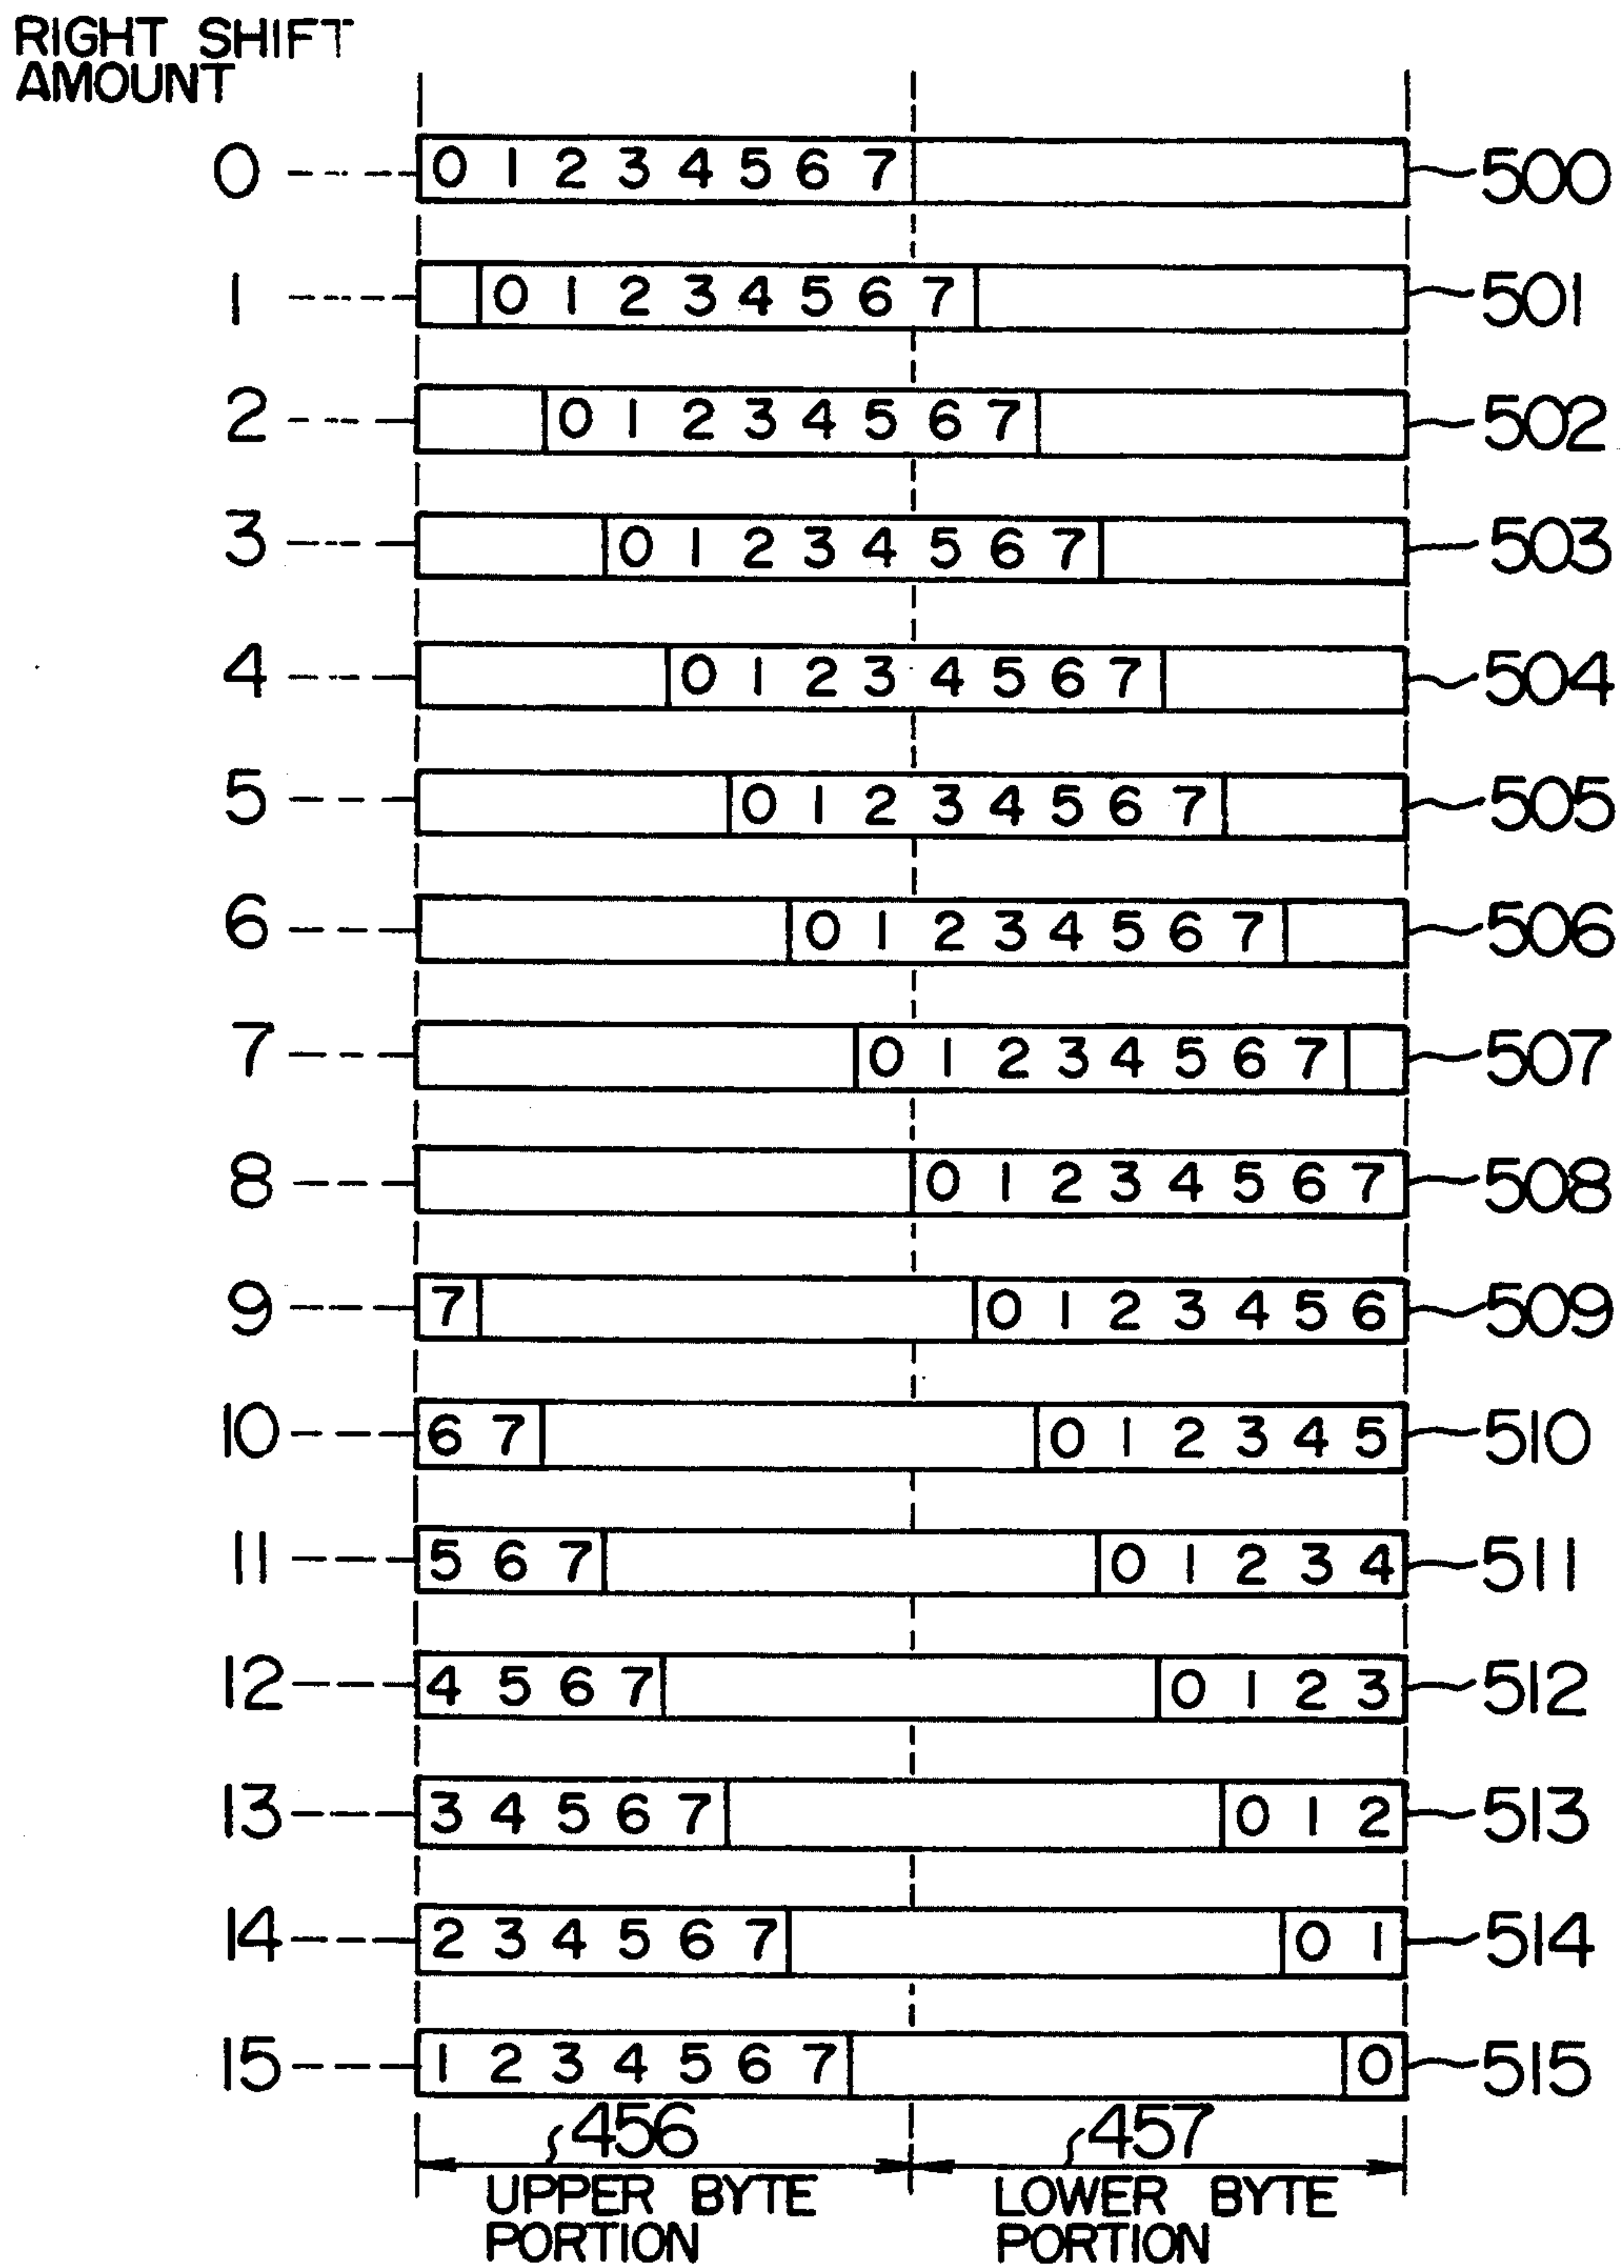 RIGHT SHIFT
AMOUNT
0 0 1 2 3 4 5 6 7 500
1 0 1 2 3 4 5 6 7 501
2 0 1 2 3 4 5 6 7 502
3 0 1 2 3 4 5 6 7 503
4 0 1 2 3 4 5 6 7 504
5 0 1 2 3 4 5 6 7 505
6 0 1 2 3 4 5 6 7 506
7 0 1 2 3 4 5 6 7 507
8 0 1 2 3 4 5 6 7 508
9 7 0 1 2 3 4 5 6 509
10 6 7 0 1 2 3 4 5 510
11 5 6 7 0 1 2 3 4 511
12 4 5 6 7 0 1 2 3 512
13 3 4 5 6 7 0 1 2 513
14 2 3 4 5 6 7 0 1 514
15 1 2 3 4 5 6 7 0 515
456 457
UPPER BYTE LOWER BYTE
PORTION PORTION